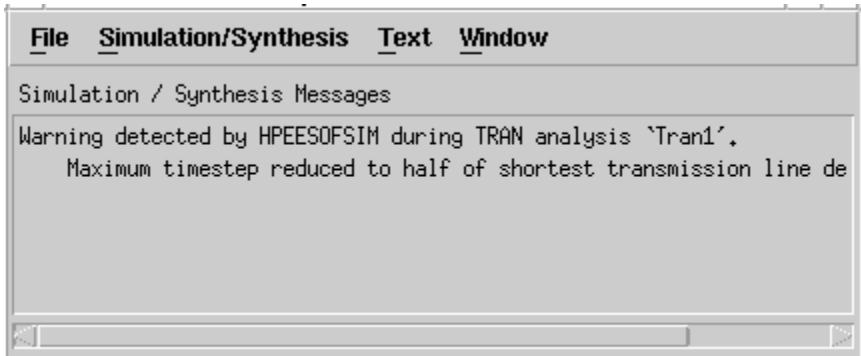 File Simulation/Synthesis Text Window
Simulation / Synthesis Messages
Warning detected by HPEESOFSIM during TRAN analysis `Tran1´.
Maximum timestep reduced to half of shortest transmission line de